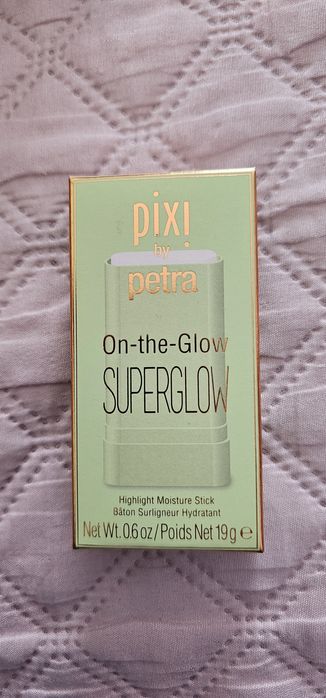 pixi
by
petra
On-the-Glow
SUPERGLOW
Highlight Moisture Stick
Bâton Surligneur Hydratant
Net Wt. 0.6 oz / Poids Net 19 g ℮